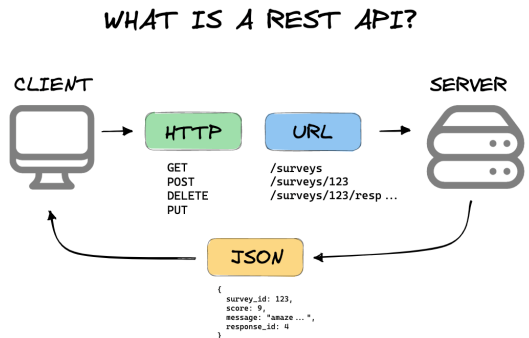 WHAT IS A REST API?
CLIENT
SERVER
HTTP
URL
GET
POST
DELETE
PUT
/surveys
/surveys/123
/surveys/123/resp...
JSON
{
survey_id: 123,
score: 9,
message: "amaze...",
response_id: 4
}